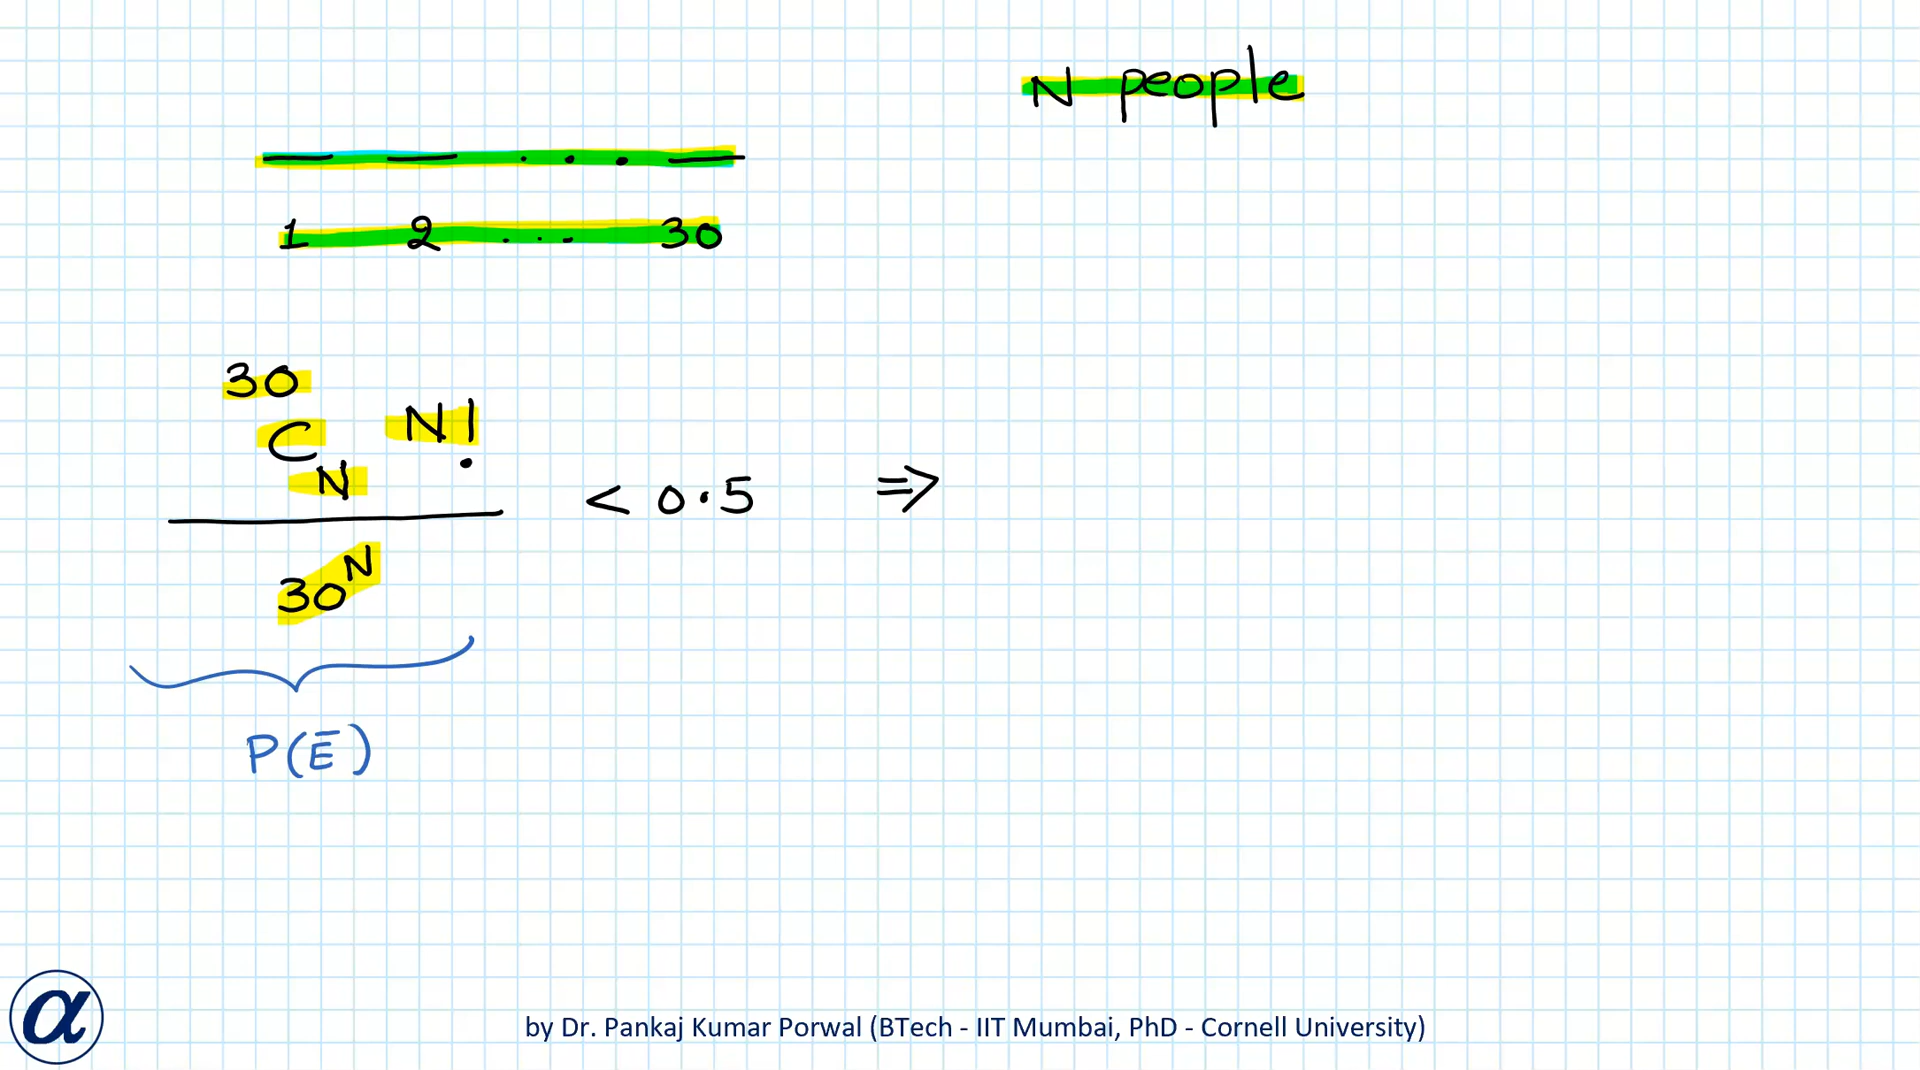 N people
— — . . . —
1 2 . . . 30
30
C N!
N
< 0.5 ⇒
30^N
P(Ē)
α
by Dr. Pankaj Kumar Porwal (BTech - IIT Mumbai, PhD - Cornell University)